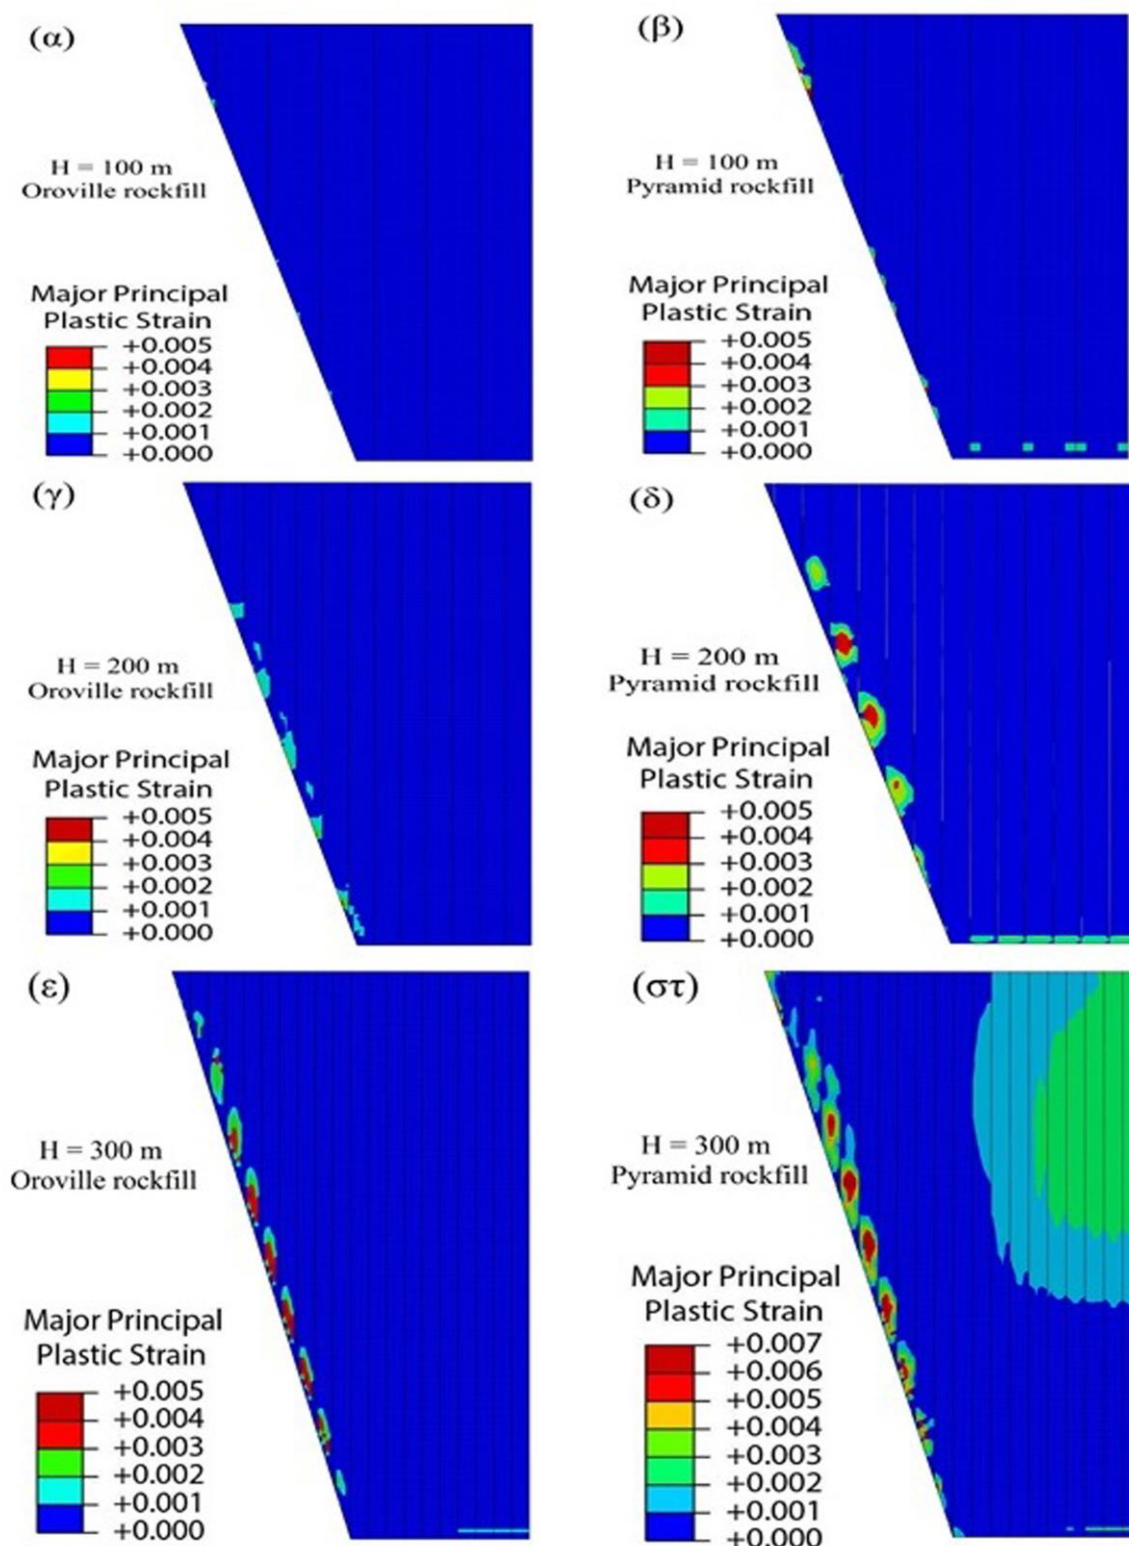 (α)
H = 100 m
Oroville rockfill
Major Principal
Plastic Strain
+0.005
+0.004
+0.003
+0.002
+0.001
+0.000
(β)
H = 100 m
Pyramid rockfill
Major Principal
Plastic Strain
+0.005
+0.004
+0.003
+0.002
+0.001
+0.000
(γ)
H = 200 m
Oroville rockfill
Major Principal
Plastic Strain
+0.005
+0.004
+0.003
+0.002
+0.001
+0.000
(δ)
H = 200 m
Pyramid rockfill
Major Principal
Plastic Strain
+0.005
+0.004
+0.003
+0.002
+0.001
+0.000
(ε)
H = 300 m
Oroville rockfill
Major Principal
Plastic Strain
+0.005
+0.004
+0.003
+0.002
+0.001
+0.000
(στ)
H = 300 m
Pyramid rockfill
Major Principal
Plastic Strain
+0.007
+0.006
+0.005
+0.004
+0.003
+0.002
+0.001
+0.000